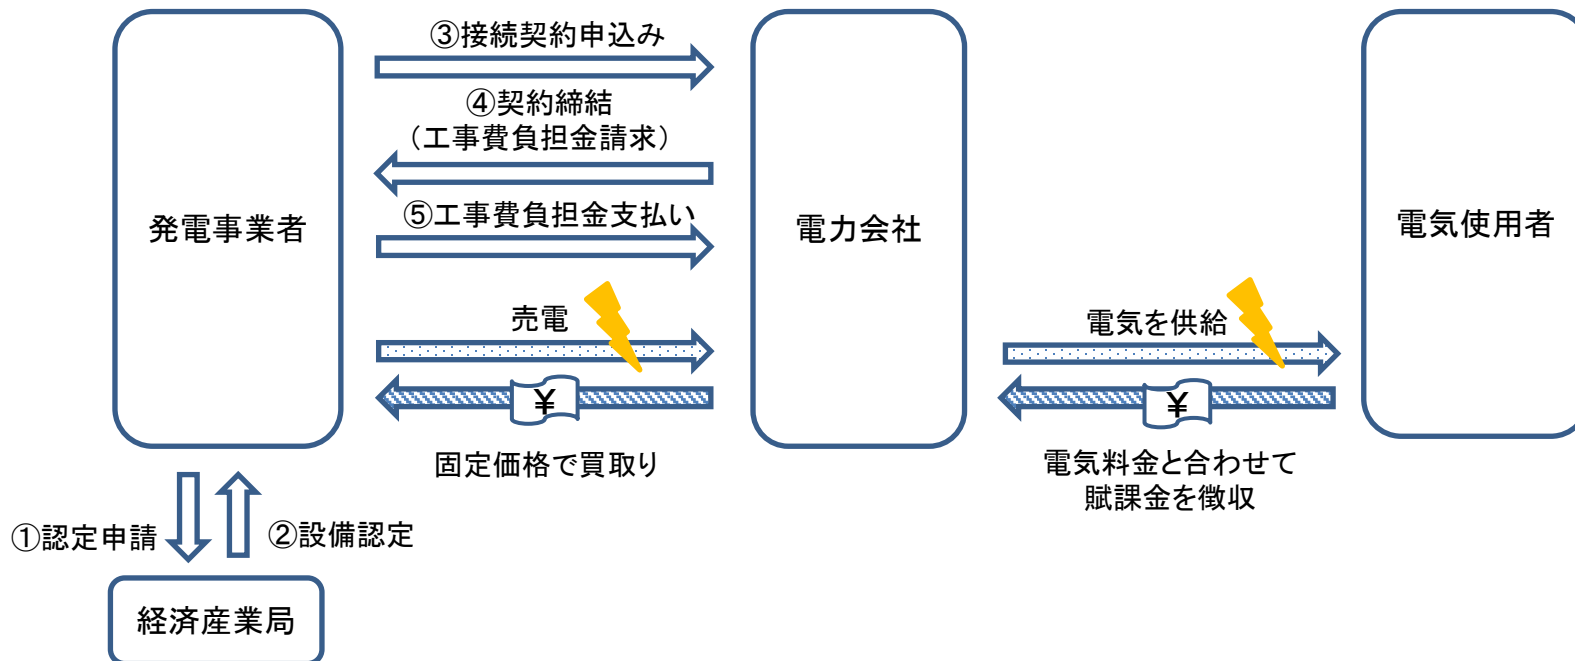 ③接続契約申込み
④契約締結
（工事費負担金請求）
⑤工事費負担金支払い
発電事業者
電力会社
電気使用者
売電
電気を供給
¥
¥
固定価格で買取り
電気料金と合わせて
賦課金を徴収
①認定申請
②設備認定
経済産業局